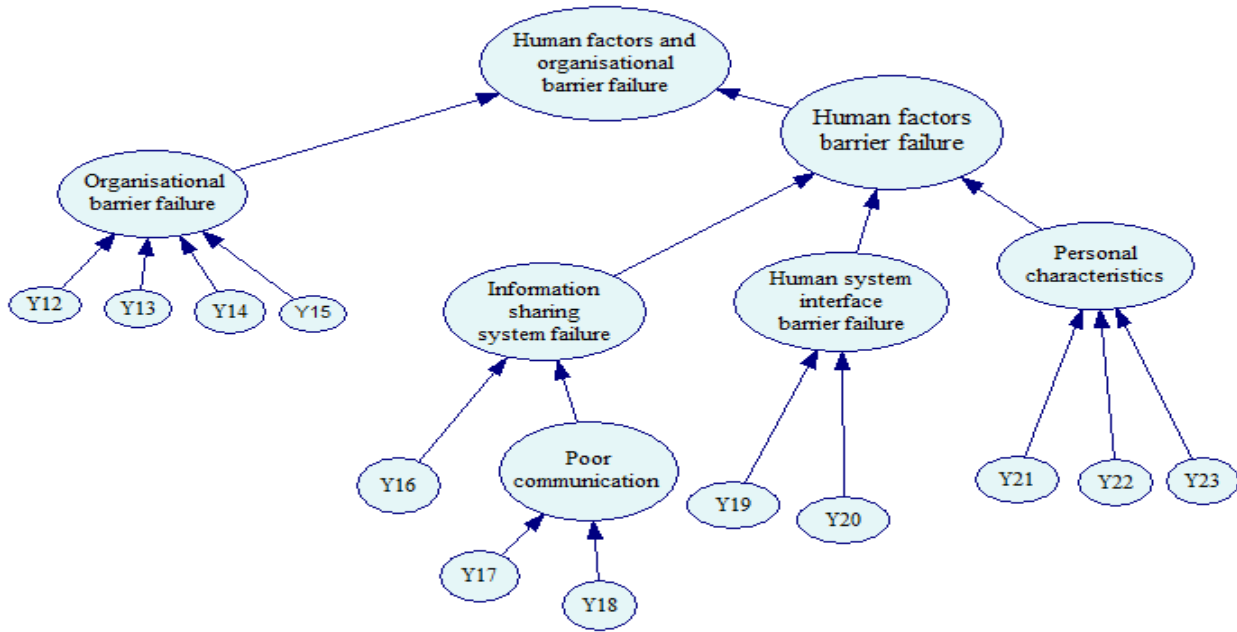 Human factors and
organisational
barrier failure
Human factors
barrier failure
Organisational
barrier failure
Personal
characteristics
Human system
interface
barrier failure
Information
sharing
system failure
Y12
Y13
Y14
Y15
Poor
communication
Y16
Y19
Y20
Y21
Y22
Y23
Y17
Y18